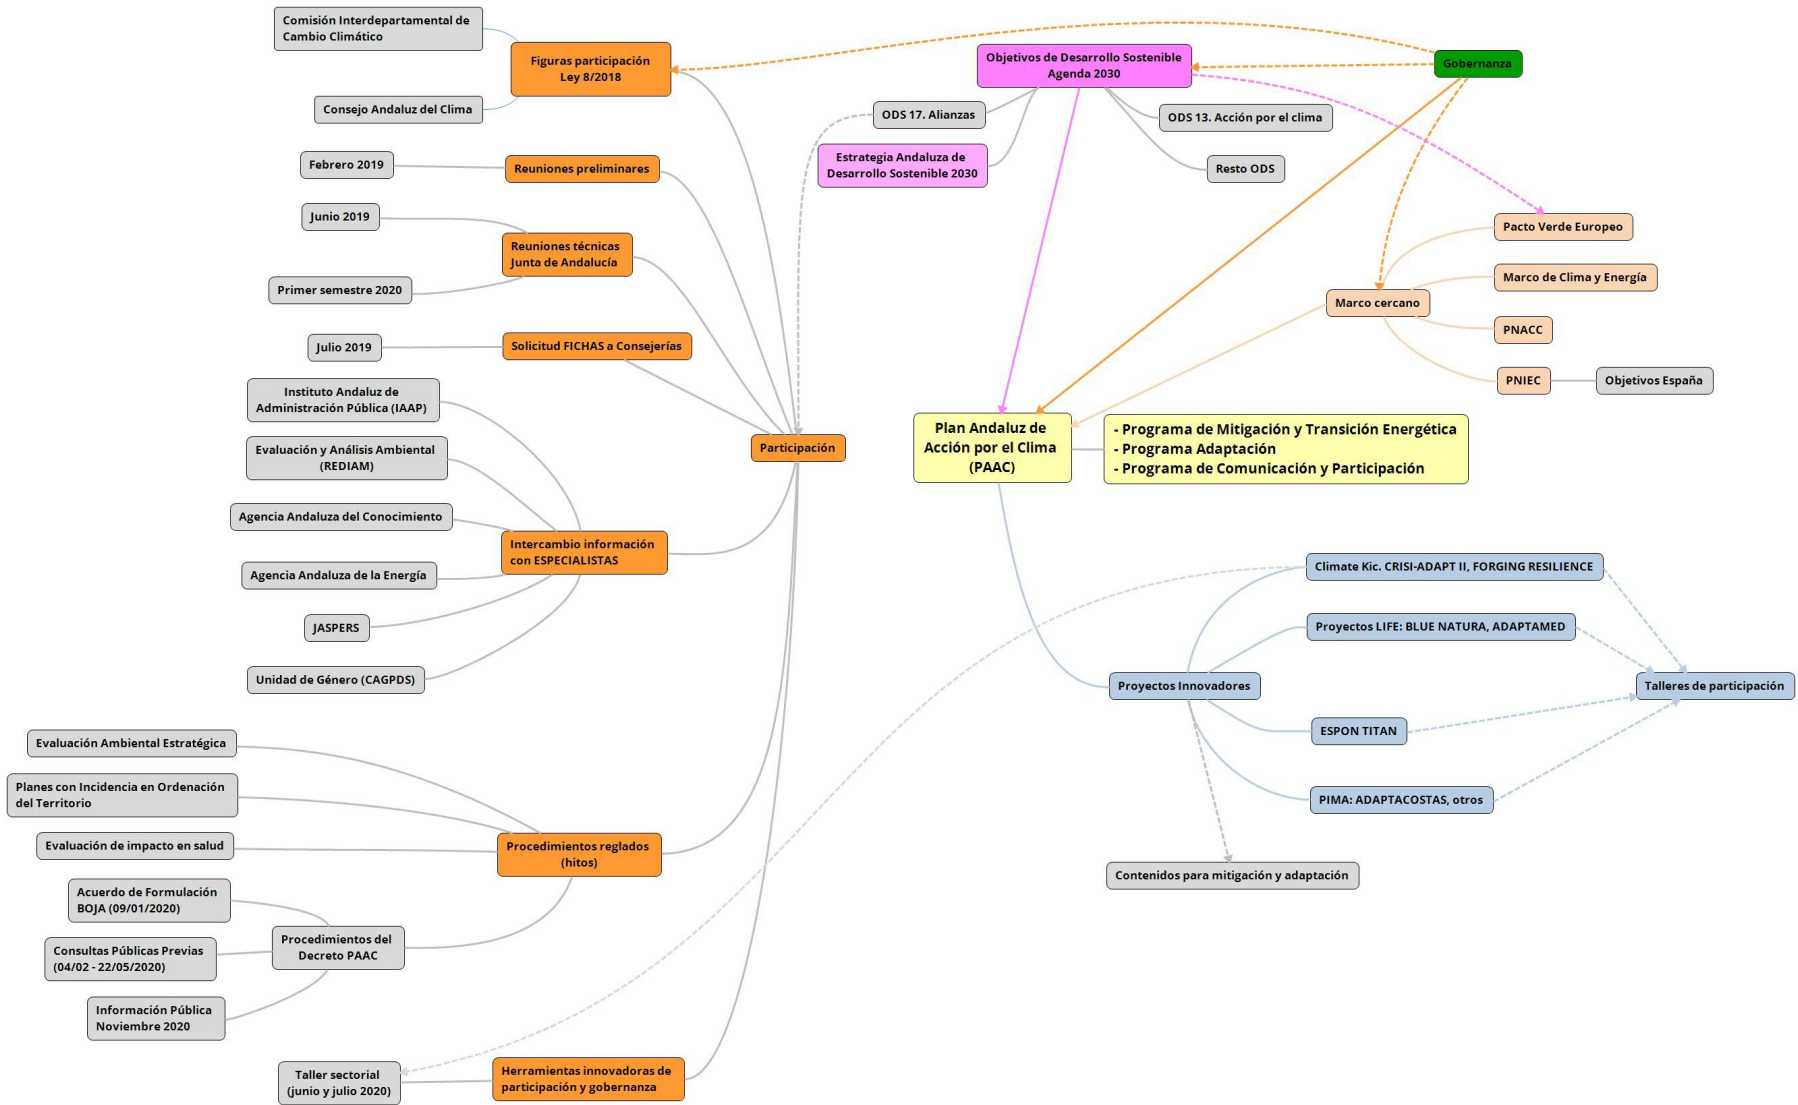 Comisión Interdepartamental de
Cambio Climático
Figuras participación
Ley 8/2018
Consejo Andaluz del Clima
Febrero 2019
Reuniones preliminares
Junio 2019
Reuniones técnicas
Junta de Andalucía
Primer semestre 2020
Julio 2019
Solicitud FICHAS a Consejerías
Instituto Andaluz de
Administración Pública (IAAP)
Evaluación y Análisis Ambiental
(REDIAM)
Agencia Andaluza del Conocimiento
Intercambio información
con ESPECIALISTAS
Agencia Andaluza de la Energía
JASPERS
Unidad de Género (CAGPDS)
Participación
Evaluación Ambiental Estratégica
Planes con Incidencia en Ordenación
del Territorio
Evaluación de impacto en salud
Procedimientos reglados
(hitos)
Acuerdo de Formulación
BOJA (09/01/2020)
Procedimientos del
Decreto PAAC
Consultas Públicas Previas
(04/02 - 22/05/2020)
Información Pública
Noviembre 2020
Taller sectorial
(junio y julio 2020)
Herramientas innovadoras de
participación y gobernanza
Objetivos de Desarrollo Sostenible
Agenda 2030
Gobernanza
ODS 17. Alianzas
ODS 13. Acción por el clima
Estrategia Andaluza de
Desarrollo Sostenible 2030
Resto ODS
Pacto Verde Europeo
Marco de Clima y Energía
Marco cercano
PNACC
PNIEC
Objetivos España
Plan Andaluz de
Acción por el Clima
(PAAC)
- Programa de Mitigación y Transición Energética
- Programa Adaptación
- Programa de Comunicación y Participación
Climate Kic. CRISI-ADAPT II, FORGING RESILIENCE
Proyectos LIFE: BLUE NATURA, ADAPTAMED
Proyectos Innovadores
Talleres de participación
ESPON TITAN
PIMA: ADAPTACOSTAS, otros
Contenidos para mitigación y adaptación